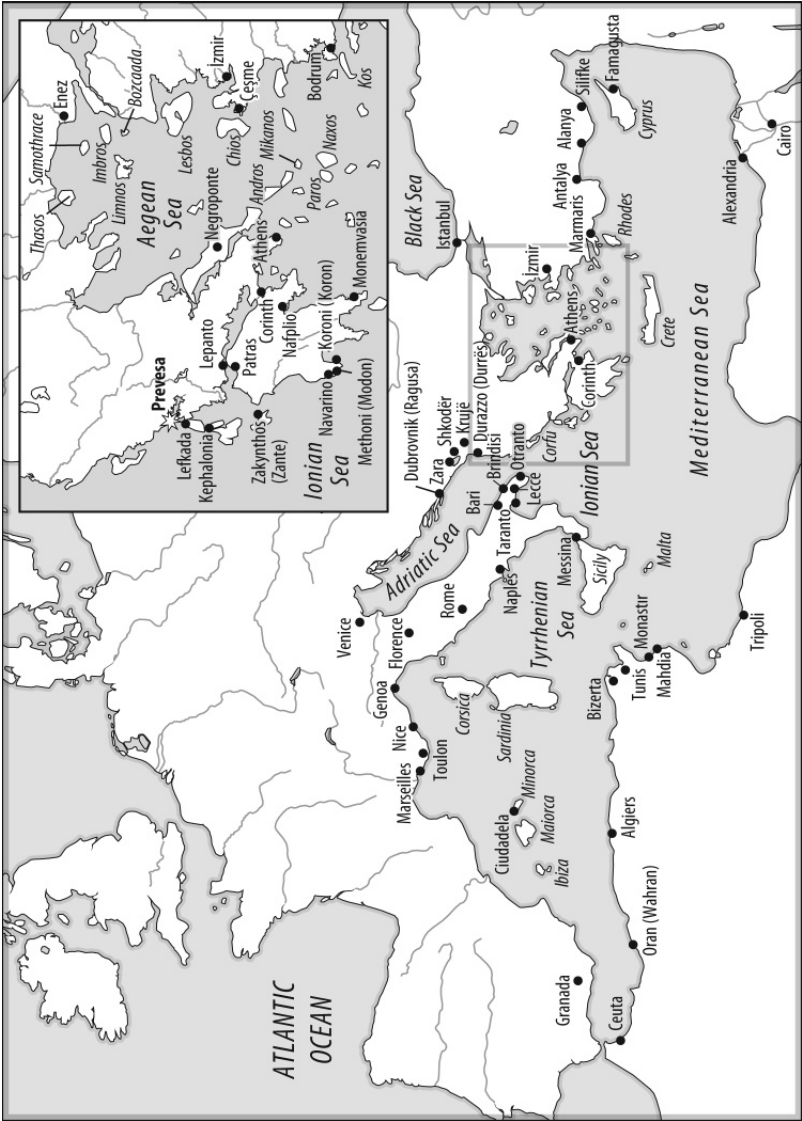 ATLANTIC
OCEAN
Granada
Ceuta
Oran (Wahran)
Algiers
Ibiza
Maiorca
Minorca
Ciudadela
Marseilles
Toulon
Nice
Genoa
Corsica
Sardinia
Florence
Venice
Rome
Tyrrhenian
Sea
Naples
Bizerta
Tunis
Monastır
Mahdia
Tripoli
Messina
Sicily
Malta
Adriatic Sea
Zara
Dubrovnik (Ragusa)
Shkodër
Krujë
Durazzo (Durrës)
Bari
Brindisi
Taranto
Lecce
Otranto
Corfu
Ionian Sea
Corinth
Athens
İzmir
Crete
Mediterranean Sea
Black Sea
Istanbul
Marmaris
Rhodes
Antalya
Alanya
Silifke
Famagusta
Cyprus
Alexandria
Cairo
Thasos
Samothrace
Enez
Imbros
Limnos
Bozcaada
Aegean
Sea
Lesbos
İzmir
Çeşme
Chios
Negroponte
Andros
Mikanos
Athens
Paros
Naxos
Bodrum
Kos
Prevesa
Lefkada
Kephalonia
Lepanto
Patras
Corinth
Nafplio
Zakynthos
(Zante)
Navarino
Koroni (Koron)
Methoni (Modon)
Monemvasia
Ionian
Sea